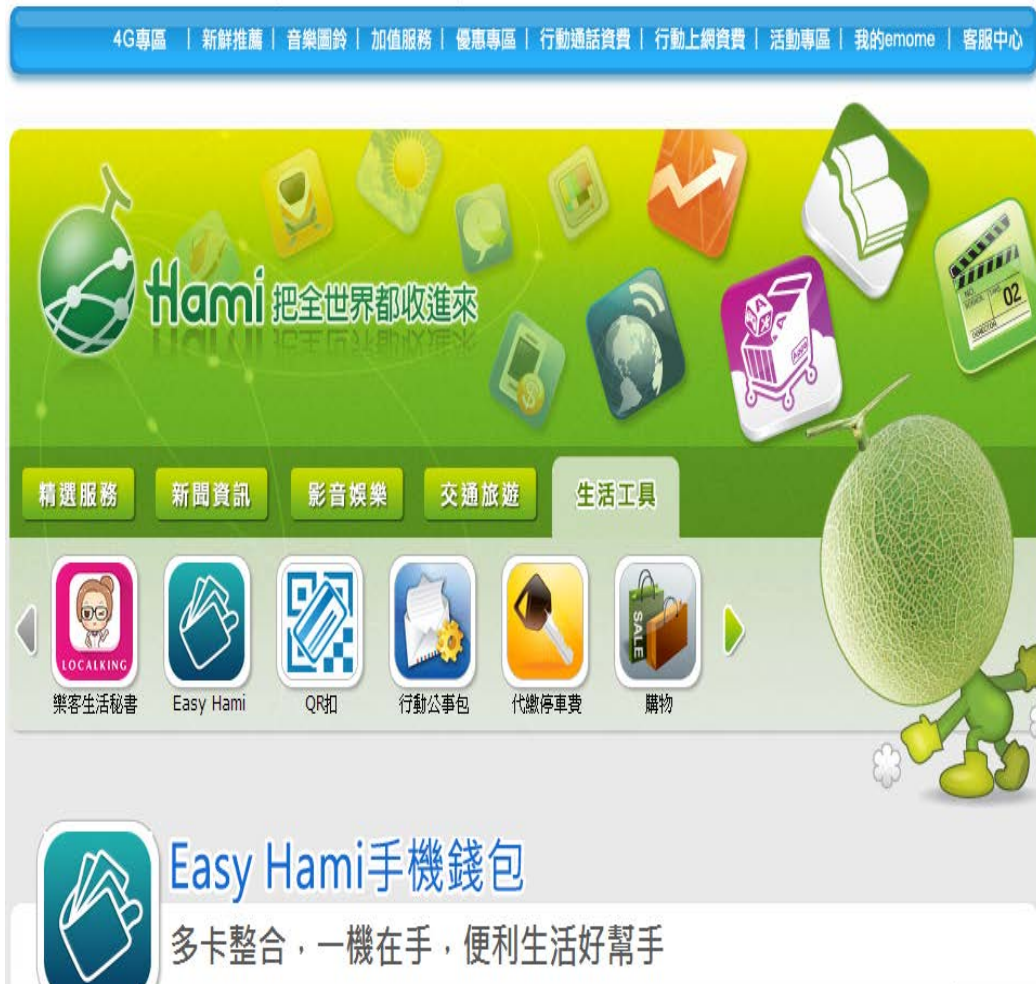 4G專區 | 新鮮推薦 | 音樂圖鈴 | 加值服務 | 優惠專區 | 行動通話資費 | 行動上網資費 | 活動專區 | 我的emome | 客服中心
Hami 把全世界都收進來
NO.
02
DIRECTOR
Apps
精選服務 新聞資訊 影音娛樂 交通旅遊 生活工具
LOCALKING
SALE
樂客生活秘書 Easy Hami QR扣 行動公事包 代繳停車費 購物
Easy Hami手機錢包
多卡整合，一機在手，便利生活好幫手